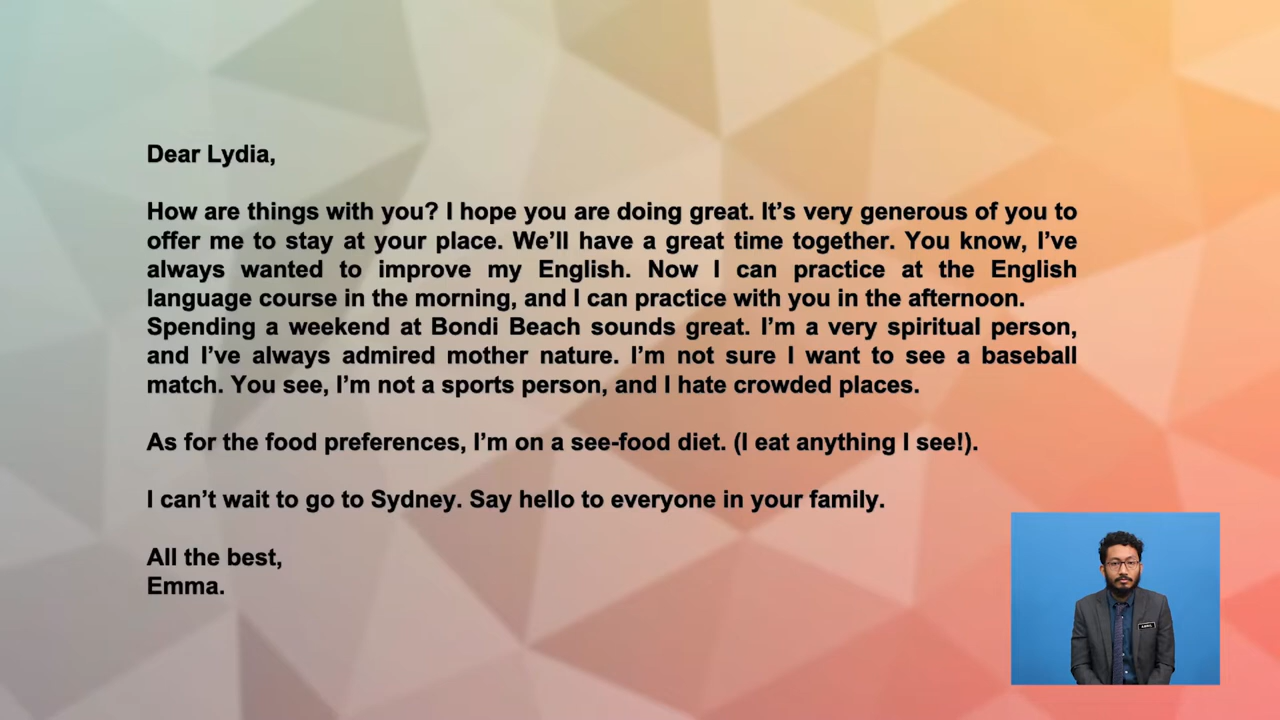 Dear Lydia,
How are things with you? I hope you are doing great. It’s very generous of you to
offer me to stay at your place. We’ll have a great time together. You know, I’ve
always wanted to improve my English. Now I can practice at the English
language course in the morning, and I can practice with you in the afternoon.
Spending a weekend at Bondi Beach sounds great. I’m a very spiritual person,
and I’ve always admired mother nature. I’m not sure I want to see a baseball
match. You see, I’m not a sports person, and I hate crowded places.
As for the food preferences, I’m on a see-food diet. (I eat anything I see!).
I can’t wait to go to Sydney. Say hello to everyone in your family.
All the best,
Emma.